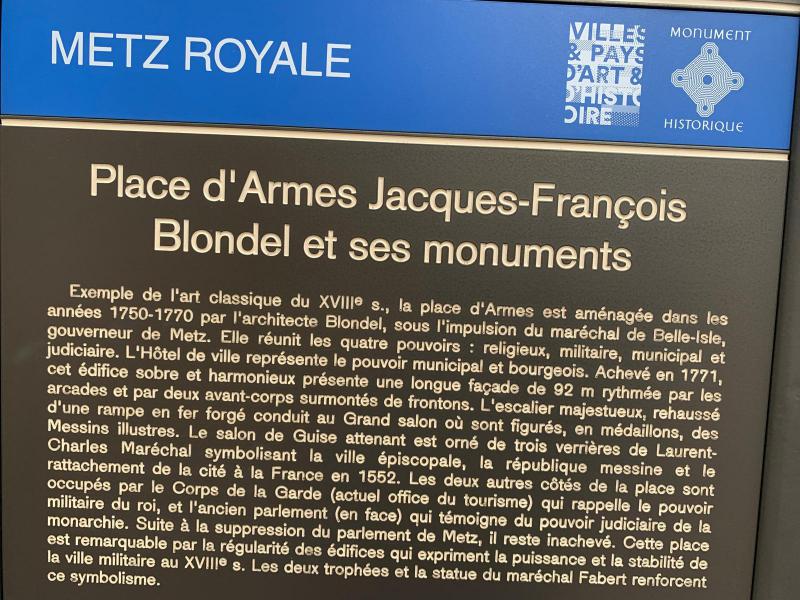 METZ ROYALE
VILLES
& PAYS
D'ART &
D'HISTO
OIRE
MONUMENT
HISTORIQUE
Place d'Armes Jacques-François
Blondel et ses monuments
Exemple de l'art classique du XVIIIe s., la place d'Armes est aménagée dans les
années 1750-1770 par l'architecte Blondel, sous l'impulsion du maréchal de Belle-Isle,
gouverneur de Metz. Elle réunit les quatre pouvoirs : religieux, militaire, municipal et
judiciaire. L'Hôtel de ville représente le pouvoir municipal et bourgeois. Achevé en 1771,
cet édifice sobre et harmonieux présente une longue façade de 92 m rythmée par les
arcades et par deux avant-corps surmontés de frontons. L'escalier majestueux, rehaussé
d'une rampe en fer forgé conduit au Grand salon où sont figurés, en médaillons, des
Messins illustres. Le salon de Guise attenant est orné de trois verrières de Laurent-
Charles Maréchal symbolisant la ville épiscopale, la république messine et le
rattachement de la cité à la France en 1552. Les deux autres côtés de la place sont
occupés par le Corps de la Garde (actuel office du tourisme) qui rappelle le pouvoir
militaire du roi, et l'ancien parlement (en face) qui témoigne du pouvoir judiciaire de la
monarchie. Suite à la suppression du parlement de Metz, il reste inachevé. Cette place
est remarquable par la régularité des édifices qui expriment la puissance et la stabilité de
la ville militaire au XVIIIe s. Les deux trophées et la statue du maréchal Fabert renforcent
ce symbolisme.